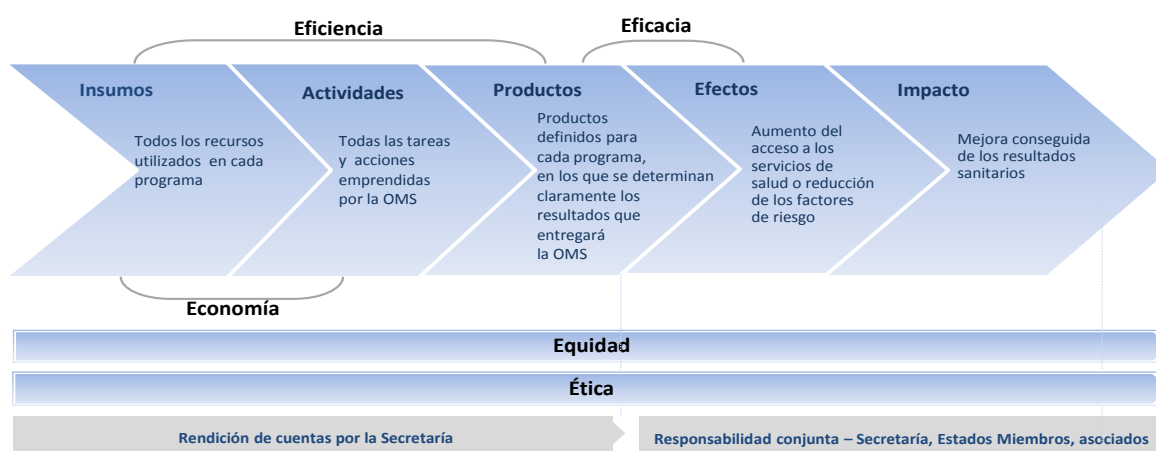 Eficiencia
Eficacia
Insumos
Todos los recursos
utilizados en cada
programa
Actividades
Todas las tareas
y acciones
emprendidas
por la OMS
Productos
Productos
definidos para
cada programa,
en los que se determinan
claramente los
resultados que
entregará
la OMS
Efectos
Aumento del
acceso a los
servicios de
salud o reducción
de los factores
de riesgo
Impacto
Mejora conseguida
de los resultados
sanitarios
Economía
Equidad
Ética
Rendición de cuentas por la Secretaría
Responsabilidad conjunta – Secretaría, Estados Miembros, asociados